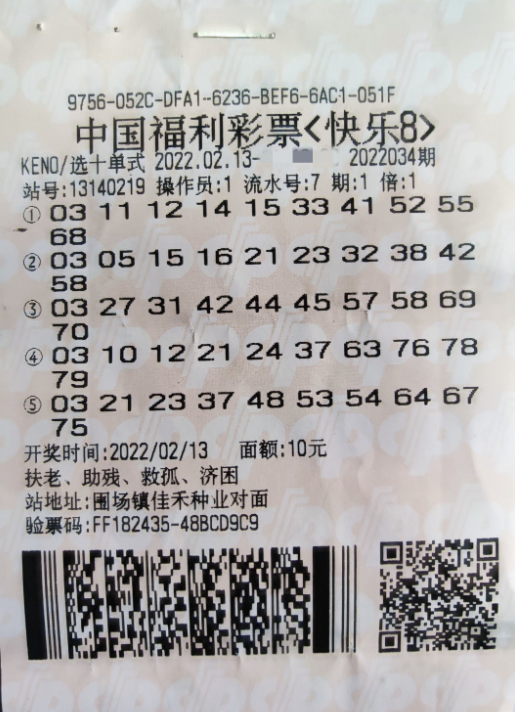 9756-052C-DFA1-6236-BEF6-6AC1-051F
中国福利彩票<快乐8>
KENO/选十单式 2022.02.13- 2022034期
站号:13140219 操作员:1 流水号:7 期:1 倍:1
① 03 11 12 14 15 33 41 52 55
68
② 03 05 15 16 21 23 32 38 42
58
③ 03 27 31 42 44 45 57 58 69
70
④ 03 10 12 21 24 37 63 76 78
79
⑤ 03 21 23 37 48 53 54 64 67
75
开奖时间:2022/02/13 面额:10元
扶老、助残、救孤、济困
站地址:围场镇佳禾种业对面
验票码:FF182435-48BCD9C9